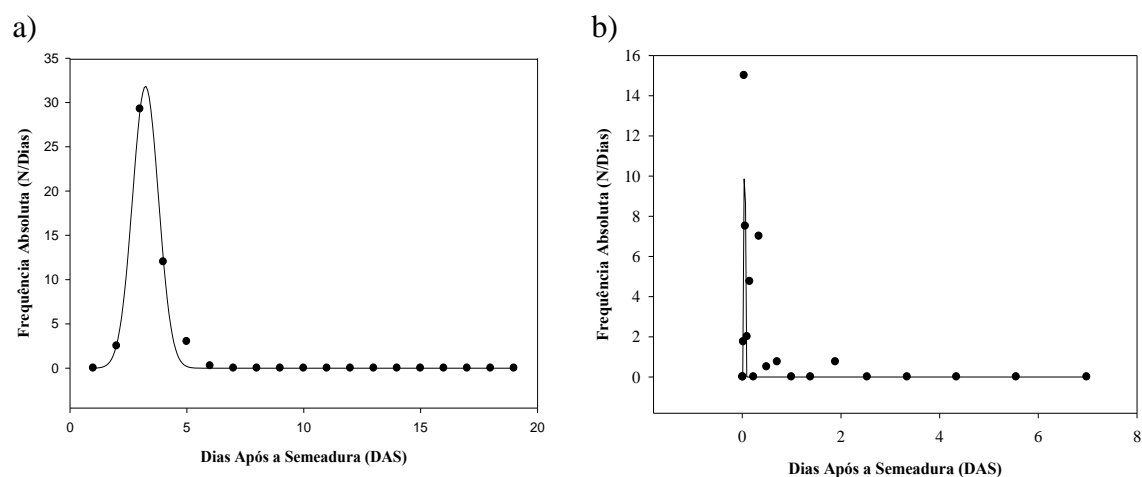 a)
35
30
25
20
15
10
5
0
Frequência Absoluta (N/Dias)
0 5 10 15 20
Dias Após a Semeadura (DAS)
b)
16
14
12
10
8
6
4
2
0
Frequência Absoluta (N/Dias)
0 2 4 6 8
Dias Após a Semeadura (DAS)